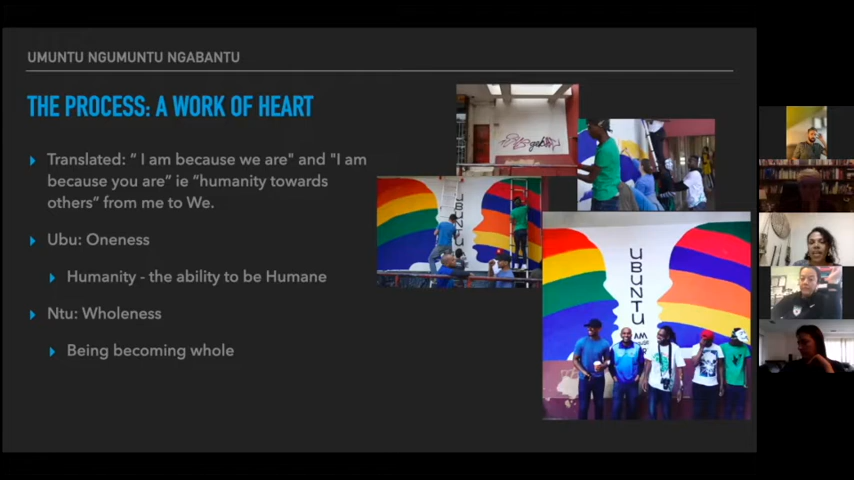 UMUNTU NGUMUNTU NGABANTU
THE PROCESS: A WORK OF HEART
Translated: " I am because we are" and "I am
because you are" ie "humanity towards
others" from me to We.
Ubu: Oneness
Humanity - the ability to be Humane
Ntu: Wholeness
Being becoming whole
UBUNTU
UBUNTU
AM